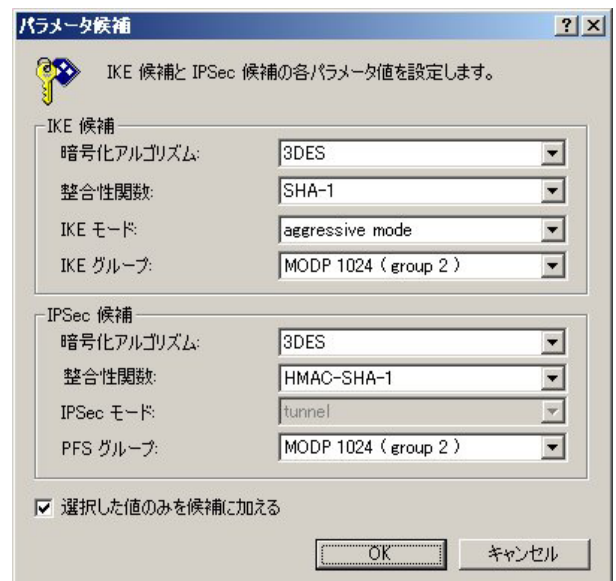 パラメータ候補
IKE 候補と IPSec 候補の各パラメータ値を設定します。
IKE 候補
暗号化アルゴリズム: 3DES
整合性関数: SHA-1
IKE モード: aggressive mode
IKE グループ: MODP 1024 ( group 2 )
IPSec 候補
暗号化アルゴリズム: 3DES
整合性関数: HMAC-SHA-1
IPSec モード: tunnel
PFS グループ: MODP 1024 ( group 2 )
選択した値のみを候補に加える
OK キャンセル